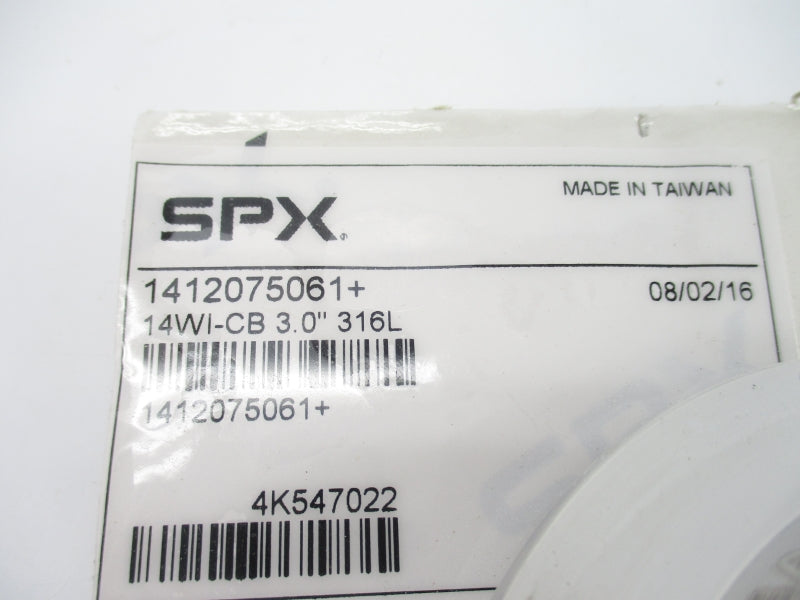 SPX
MADE IN TAIWAN
1412075061+
08/02/16
14WI-CB 3.0" 316L
1412075061+
4K547022